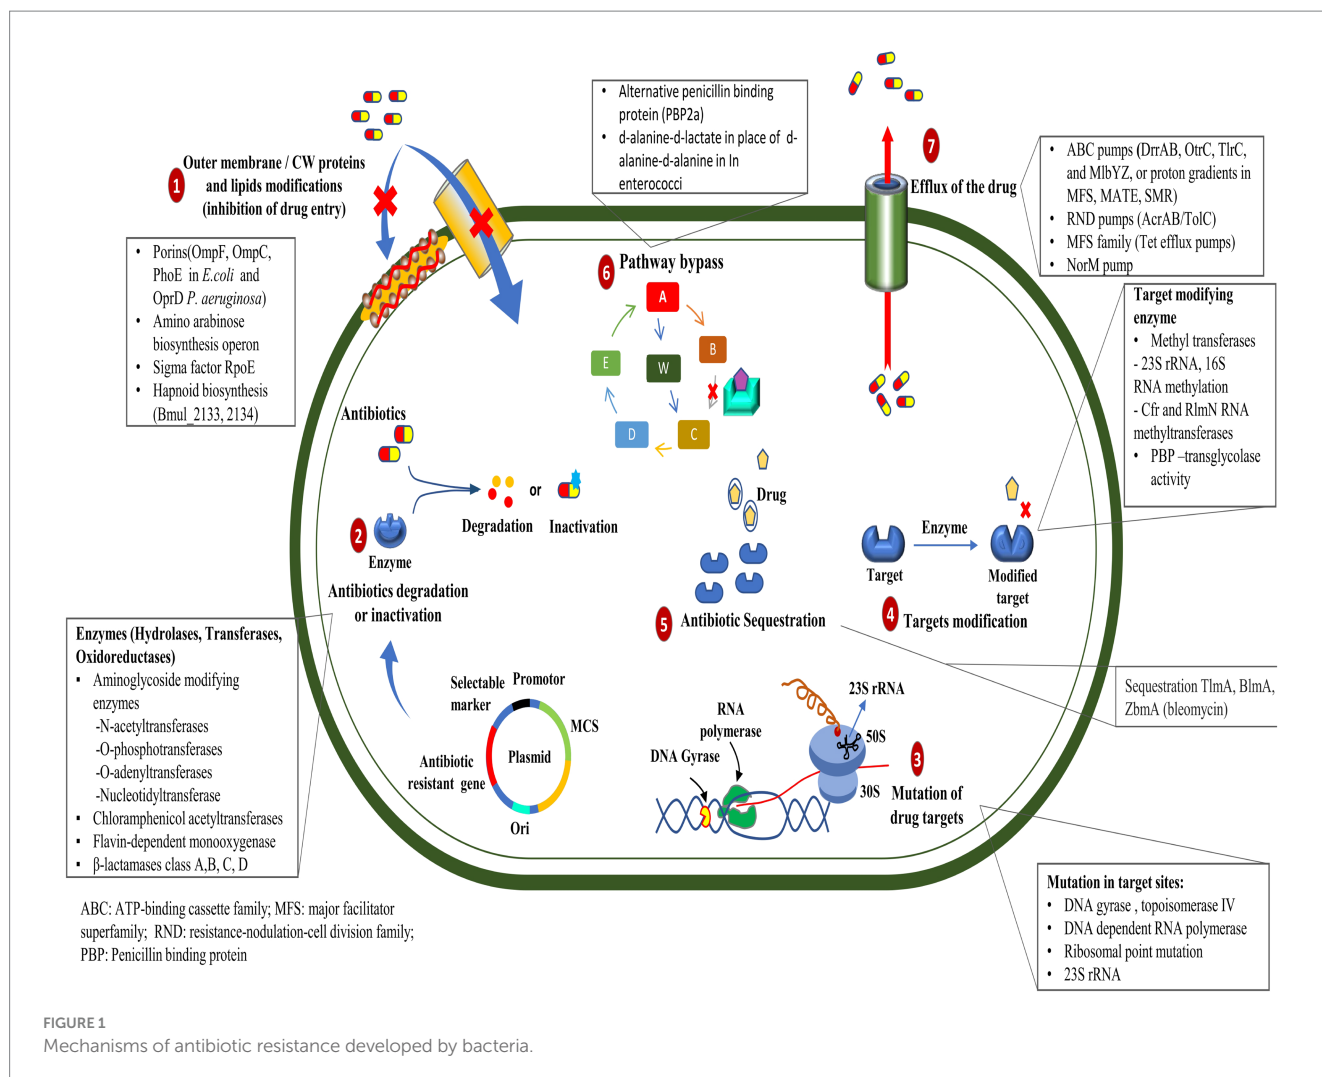 1
Outer membrane / CW proteins
and lipids modifications
(inhibition of drug entry)
• Porins(OmpF, OmpC,
PhoE in E.coli and
OprD P. aeruginosa)
• Amino arabinose
biosynthesis operon
• Sigma factor RpoE
• Hapnoid biosynthesis
(Bmul_2133, 2134)
• Alternative penicillin binding
protein (PBP2a)
• d-alanine-d-lactate in place of d-
alanine-d-alanine in In
enterococci
6
Pathway bypass
A
B
E
W
D
C
7
Efflux of the drug
• ABC pumps (DrrAB, OtrC, TlrC,
and MlbYZ, or proton gradients in
MFS, MATE, SMR)
• RND pumps (AcrAB/TolC)
• MFS family (Tet efflux pumps)
• NorM pump
Target modifying
enzyme
• Methyl transferases
- 23S rRNA, 16S
RNA methylation
- Cfr and RlmN RNA
methyltransferases
• PBP –transglycolase
activity
Antibiotics
2
Enzyme
Degradation
or
Inactivation
Antibiotics degradation
or inactivation
Drug
5
Antibiotic Sequestration
Enzyme
Target
Modified
target
4
Targets modification
Enzymes (Hydrolases, Transferases,
Oxidoreductases)
▪ Aminoglycoside modifying
enzymes
-N-acetyltransferases
-O-phosphotransferases
-O-adenyltransferases
-Nucleotidyltransferase
▪ Chloramphenicol acetyltransferases
▪ Flavin-dependent monooxygenase
▪ β-lactamases class A,B, C, D
Selectable
marker
Promotor
MCS
Antibiotic
resistant gene
Plasmid
Ori
RNA
polymerase
DNA Gyrase
23S rRNA
50S
30S
3
Mutation of
drug targets
Sequestration TlmA, BlmA,
ZbmA (bleomycin)
Mutation in target sites:
• DNA gyrase , topoisomerase IV
• DNA dependent RNA polymerase
• Ribosomal point mutation
• 23S rRNA
ABC: ATP-binding cassette family; MFS: major facilitator
superfamily; RND: resistance-nodulation-cell division family;
PBP: Penicillin binding protein
FIGURE 1
Mechanisms of antibiotic resistance developed by bacteria.